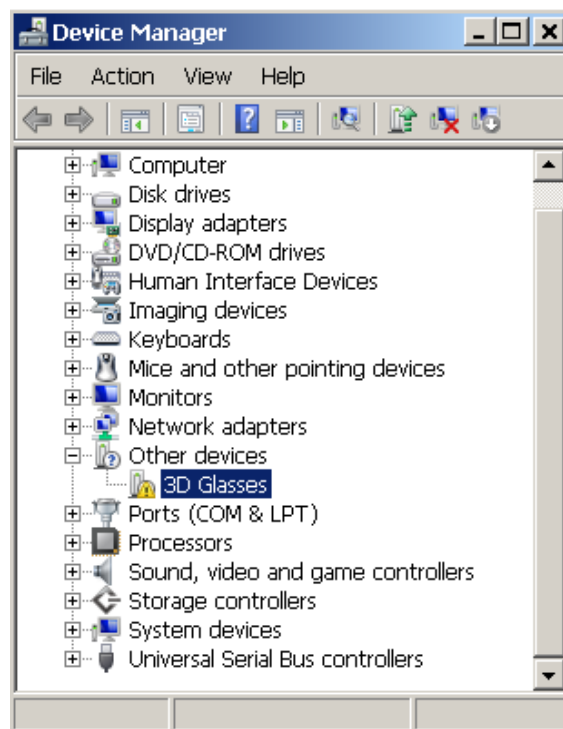 Device Manager
File Action View Help
Computer
Disk drives
Display adapters
DVD/CD-ROM drives
Human Interface Devices
Imaging devices
Keyboards
Mice and other pointing devices
Monitors
Network adapters
Other devices
3D Glasses
Ports (COM & LPT)
Processors
Sound, video and game controllers
Storage controllers
System devices
Universal Serial Bus controllers